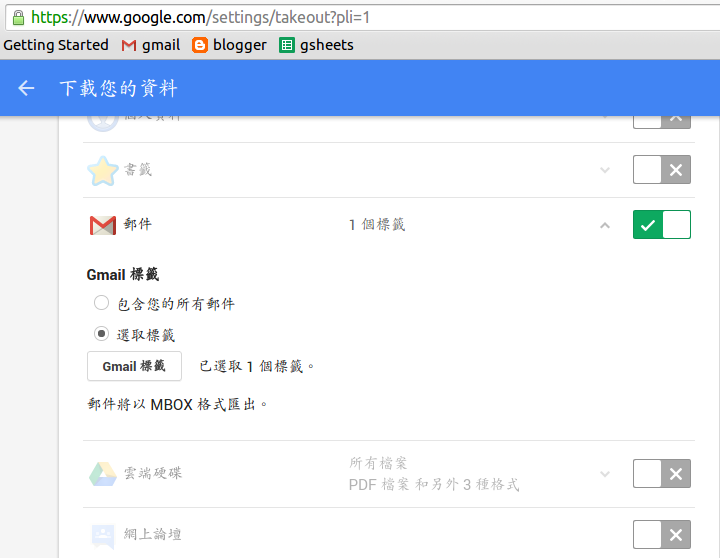 https://www.google.com/settings/takeout?pli=1
Getting Started gmail blogger gsheets
下載您的資料
個人資料
書籤
郵件 1 個標籤
Gmail 標籤
包含您的所有郵件
選取標籤
Gmail 標籤 已選取 1 個標籤。
郵件將以 MBOX 格式匯出。
所有檔案
雲端硬碟
PDF 檔案 和另外 3 種格式
網上論壇